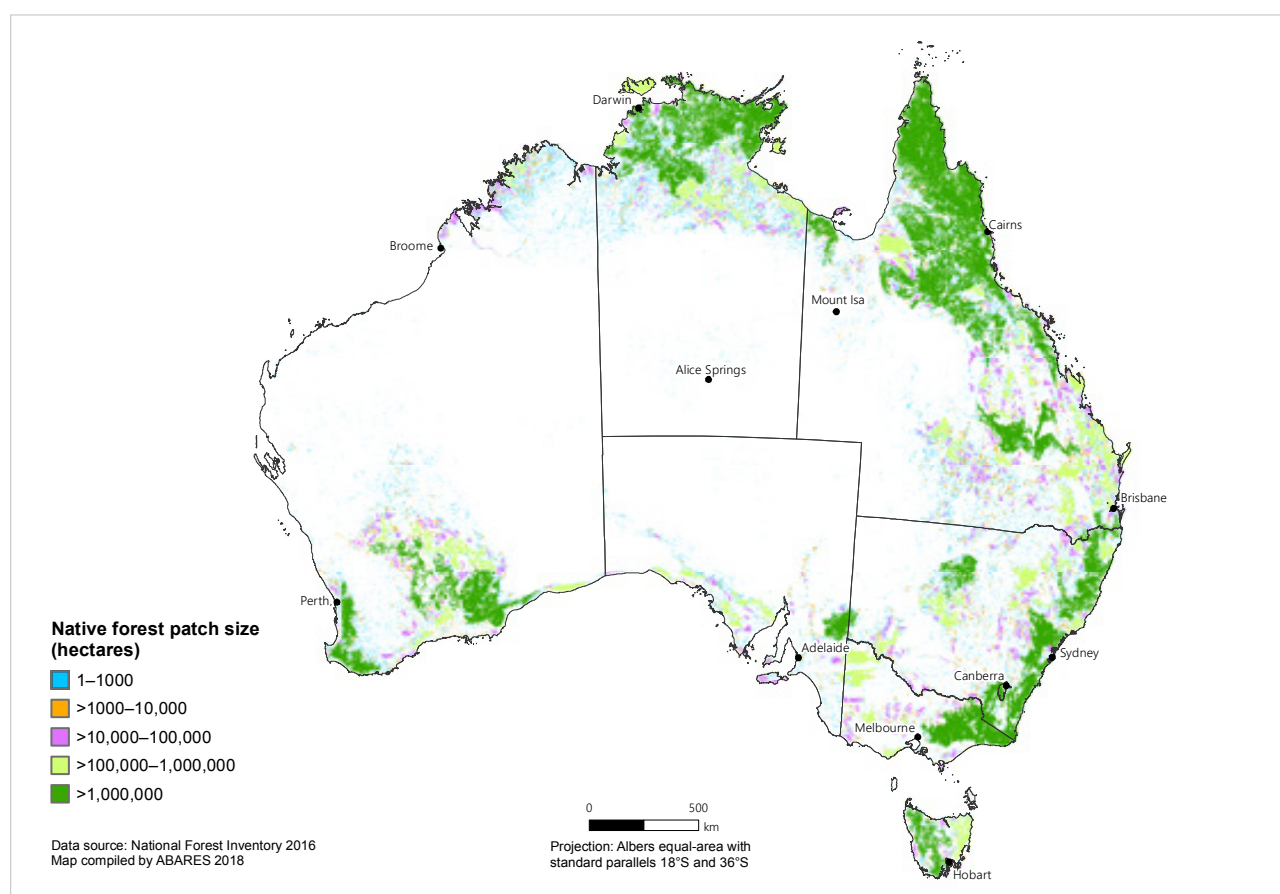 Darwin
Cairns
Broome
Mount Isa
Alice Springs
Brisbane
Perth
Native forest patch size
(hectares)
1–1000
>1000–10,000
>10,000–100,000
>100,000–1,000,000
>1,000,000
Adelaide
Sydney
Canberra
Melbourne
Hobart
0 500
km
Projection: Albers equal-area with
standard parallels 18°S and 36°S
Data source: National Forest Inventory 2016
Map compiled by ABARES 2018